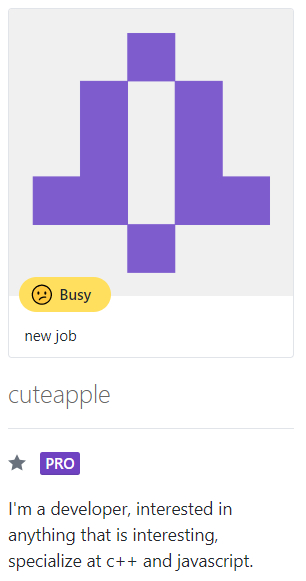 Busy
new job
cuteapple
PRO
I'm a developer, interested in
anything that is interesting,
specialize at c++ and javascript.